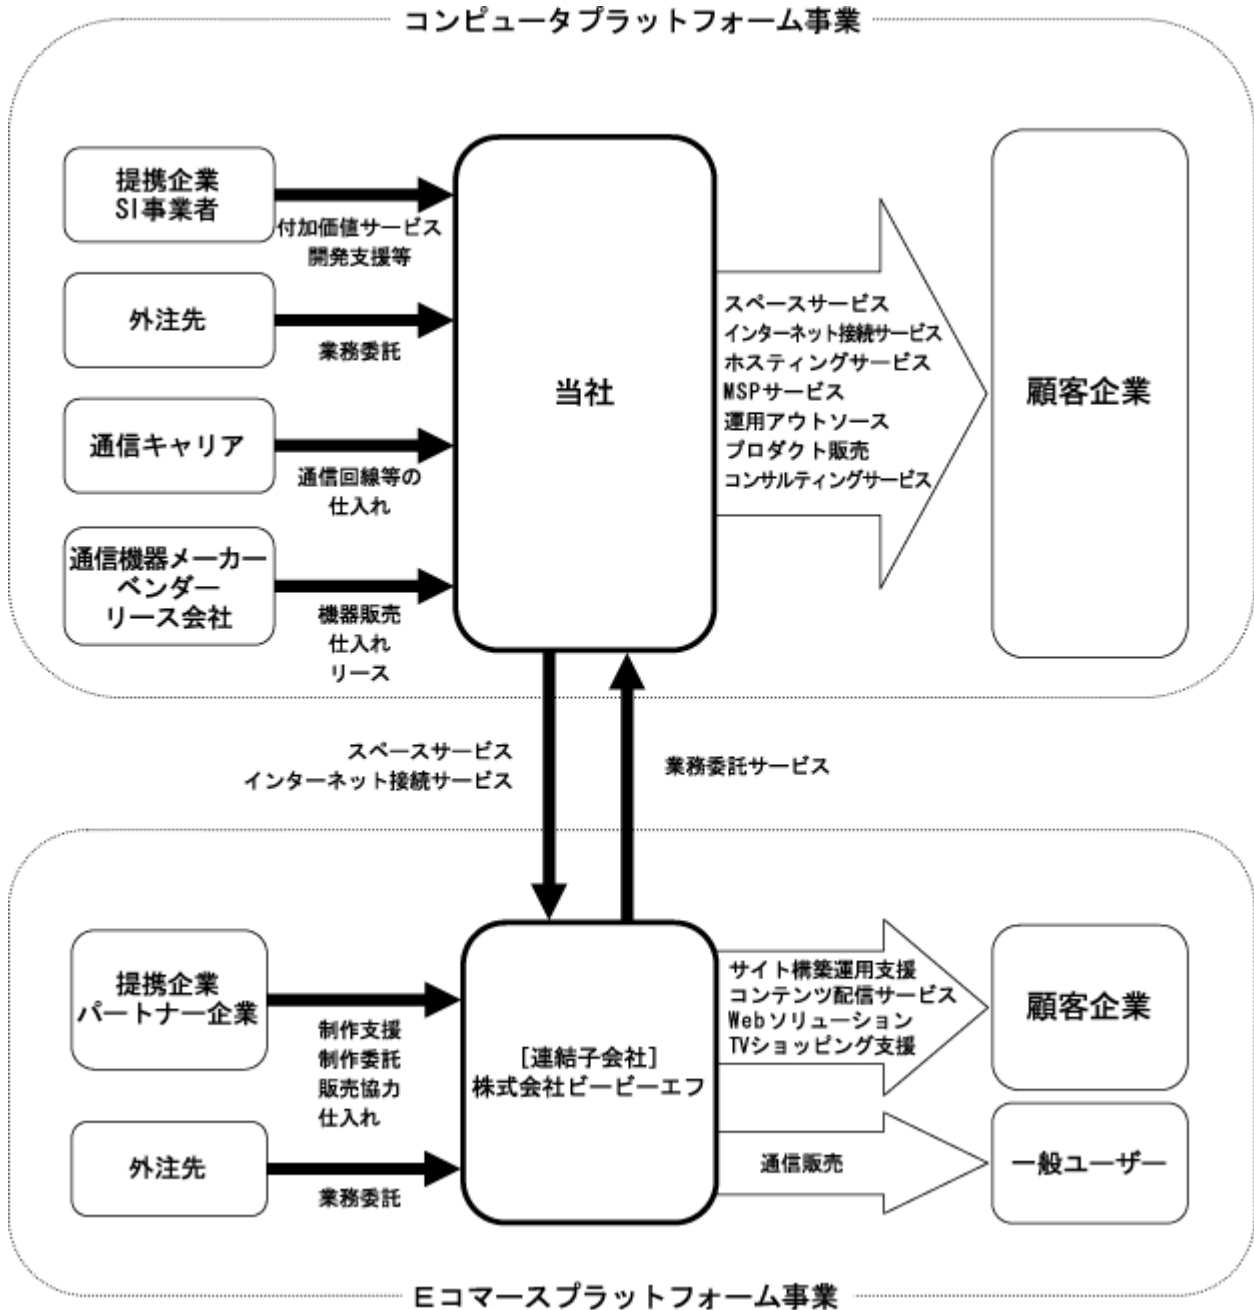 コンピュータプラットフォーム事業
提携企業
SI事業者
付加価値サービス
開発支援等
外注先
業務委託
通信キャリア
通信回線等の
仕入れ
通信機器メーカー
ベンダー
リース会社
機器販売
仕入れ
リース
当社
スペースサービス
インターネット接続サービス
ホスティングサービス
MSPサービス
運用アウトソース
プロダクト販売
コンサルティングサービス
顧客企業
スペースサービス
インターネット接続サービス
業務委託サービス
提携企業
パートナー企業
制作支援
制作委託
販売協力
仕入れ
外注先
業務委託
[連結子会社]
株式会社ビービーエフ
サイト構築運用支援
コンテンツ配信サービス
Webソリューション
TVショッピング支援
顧客企業
通信販売
一般ユーザー
Eコマースプラットフォーム事業